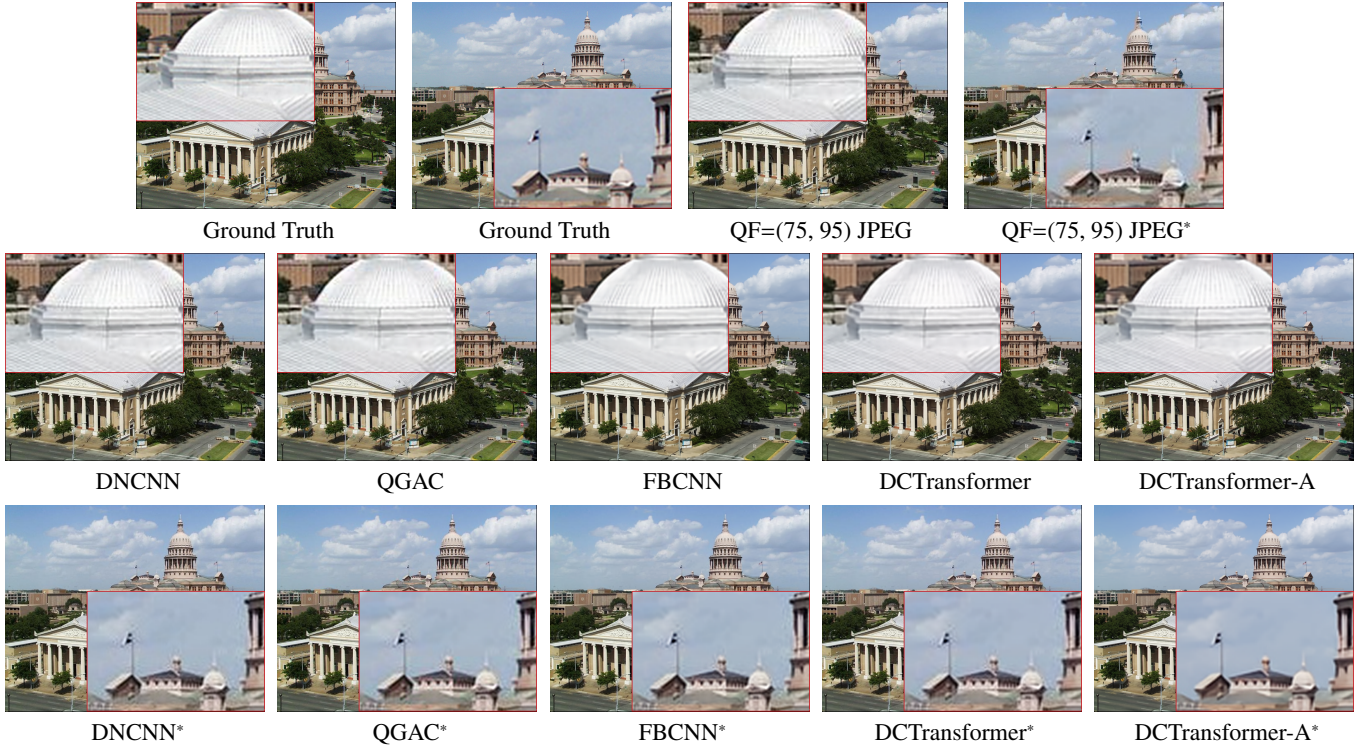 Ground Truth
Ground Truth
QF=(75, 95) JPEG
QF=(75, 95) JPEG*
DNCNN
QGAC
FBCNN
DCTransformer
DCTransformer-A
DNCNN*
QGAC*
FBCNN*
DCTransformer*
DCTransformer-A*